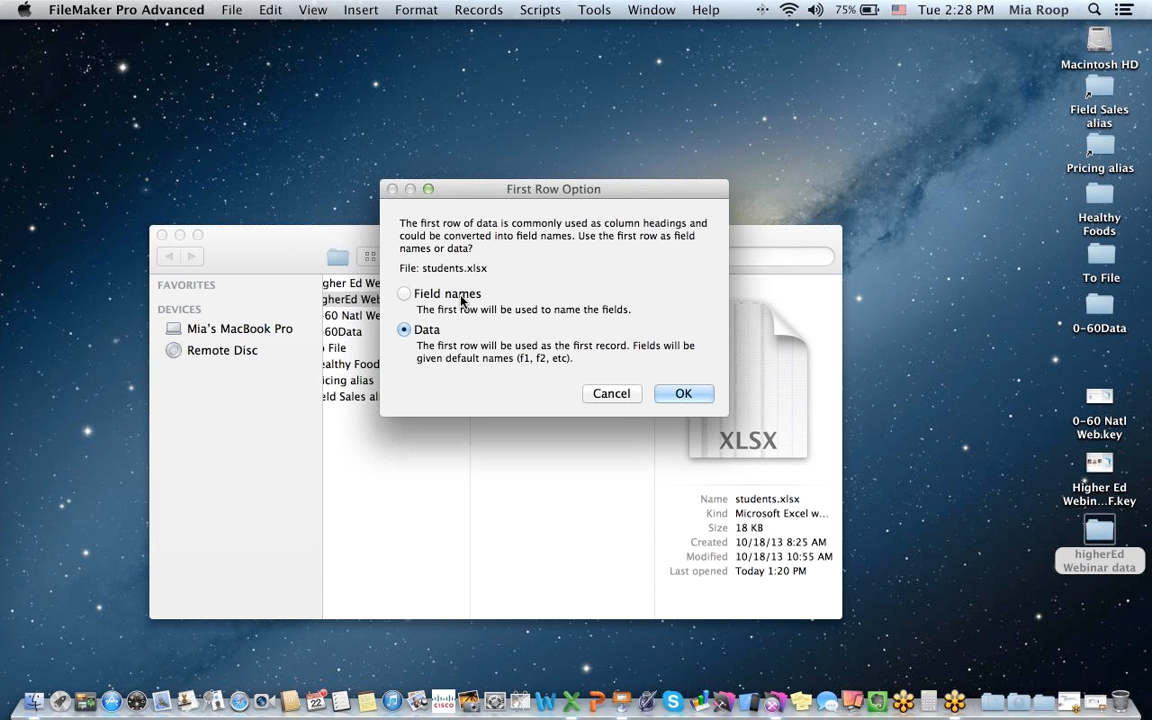 FileMaker Pro Advanced File Edit View Insert Format Records Scripts Tools Window Help 75% Tue 2:28 PM Mia Roop
Macintosh HD
Field Sales
alias
Pricing alias
Healthy
Foods
To File
0-60Data
0-60 Natl
Web.key
Higher Ed
Webin...F.key
higherEd
Webinar data
First Row Option
The first row of data is commonly used as column headings and
could be converted into field names. Use the first row as field
names or data?
File: students.xlsx
Field names
The first row will be used to name the fields.
Data
The first row will be used as the first record. Fields will be
given default names (f1, f2, etc).
Cancel OK
FAVORITES
DEVICES
Mia's MacBook Pro
Remote Disc
gher Ed We
gherEd Web
-60 Natl We
60Data
File
ealthy Food
icing alias
eld Sales ali
XLSX
Name students.xlsx
Kind Microsoft Excel w...
Size 18 KB
Created 10/18/13 8:25 AM
Modified 10/18/13 10:55 AM
Last opened Today 1:20 PM
22
CISCO